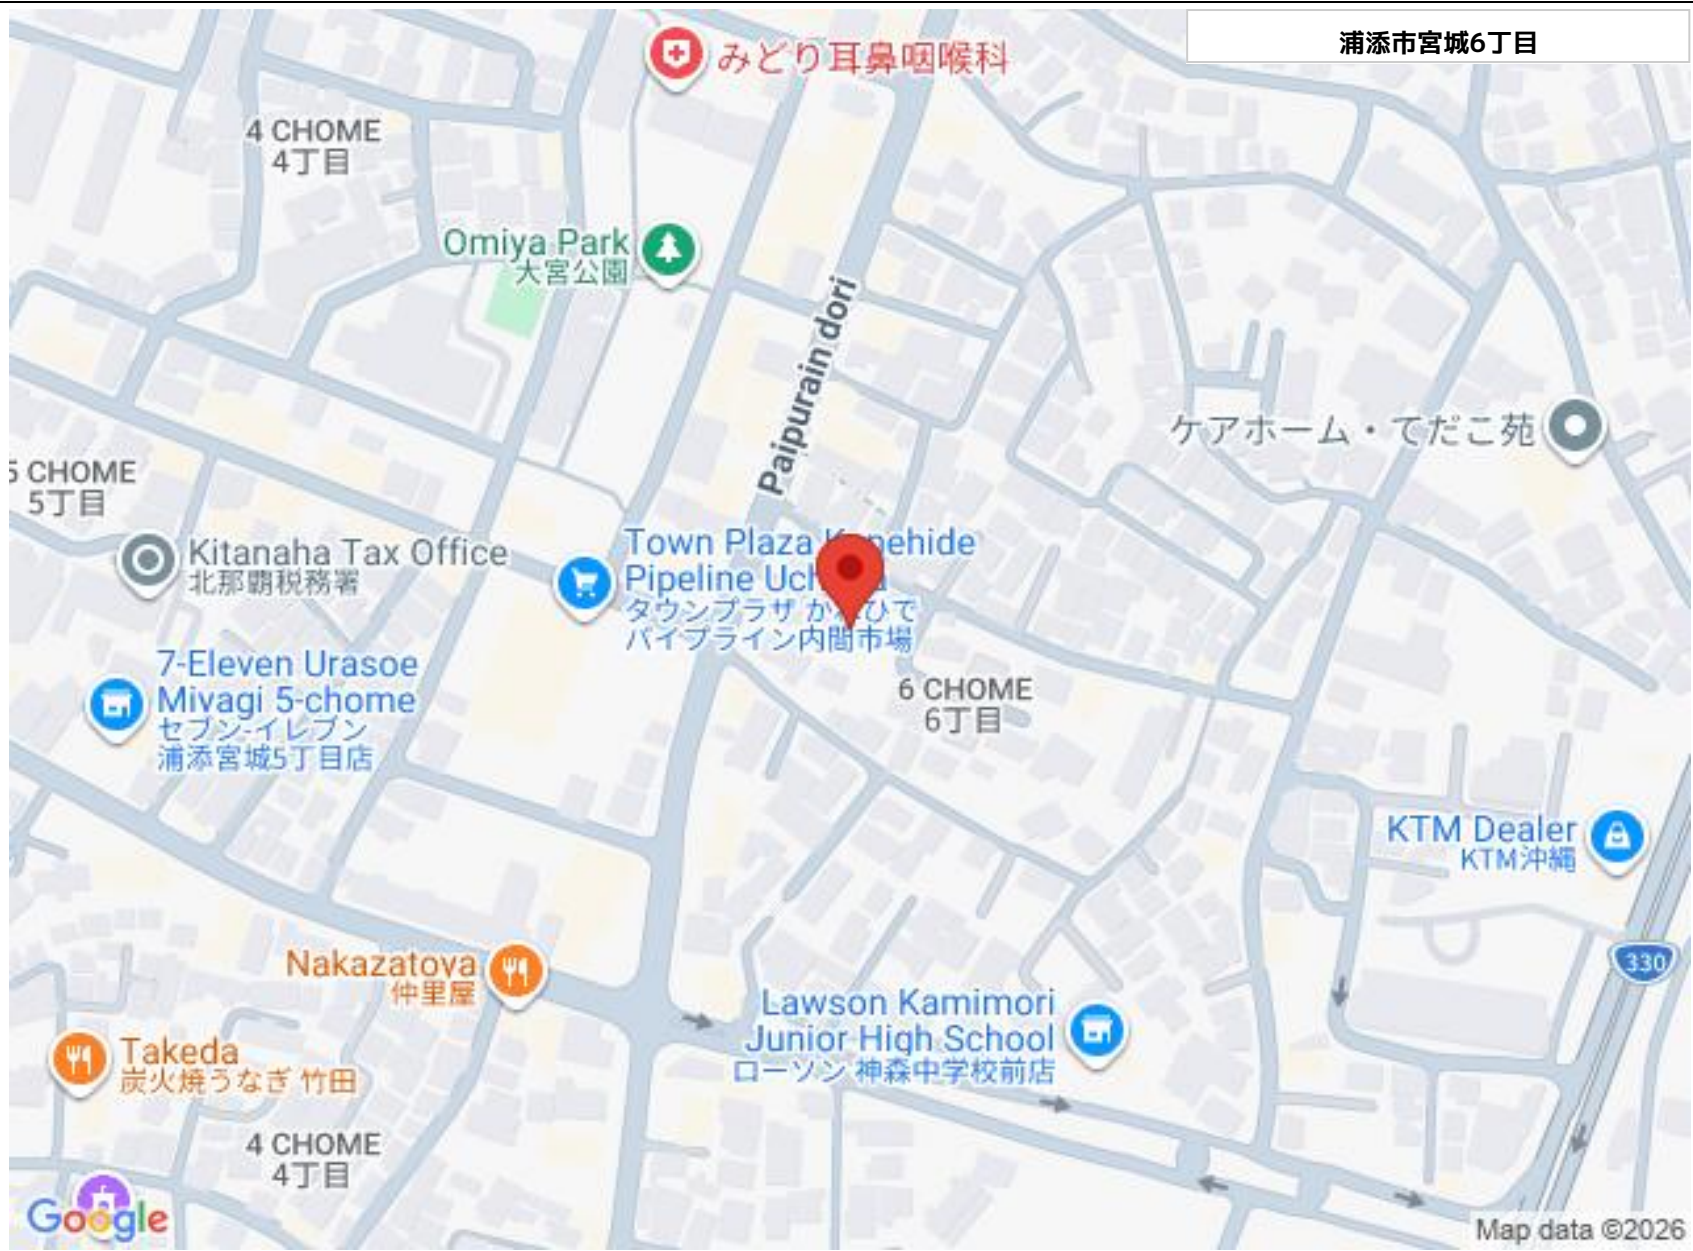 浦添市宮城6丁目
みどり耳鼻咽喉科
4 CHOME
4丁目
Omiya Park
大宮公園
Paipurain dori
ケアホーム・てだこ苑
5 CHOME
5丁目
Kitanaha Tax Office
北那覇税務署
Town Plaza
nehide
Pipeline
タウンプラザ か
ひで
パイプライン内間市場
7-Eleven Urasoe
Miyagi 5-chome
セブン-イレブン
浦添宮城5丁目店
6 CHOME
6丁目
KTM Dealer
KTM沖縄
330
Nakazatoya
仲里屋
Lawson Kamimori
Junior High School
ローソン 神森中学校前店
Takeda
炭火焼うなぎ 竹田
4 CHOME
4丁目
Google
Map data ©2026